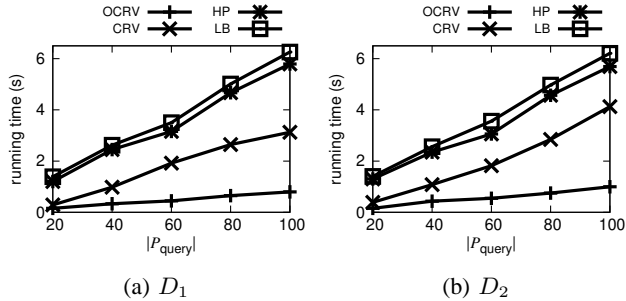 OCRV
CRV
HP
LB
running time (s)
6
4
2
0
20 40 60 80 100
|P_query|
(a) D_1
OCRV
CRV
HP
LB
running time (s)
6
4
2
0
20 40 60 80 100
|P_query|
(b) D_2